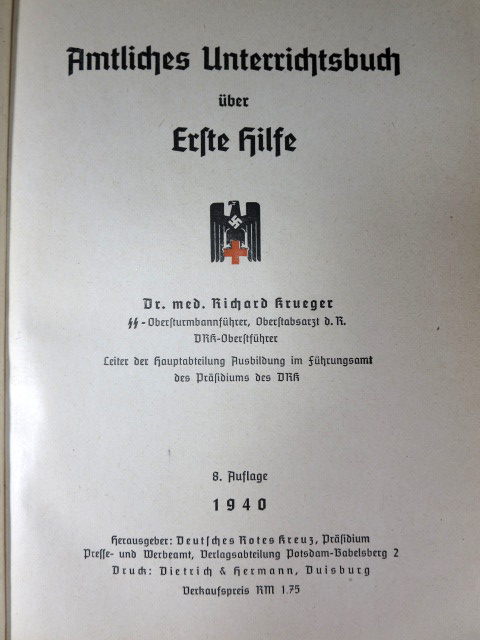 Amtliches Unterrichtsbuch
über
Erste Hilfe
Dr. med. Richard Krueger
SS-Obersturmbannführer, Oberstabsarzt d. R.
DRK-Oberstführer
Leiter der Hauptabteilung Ausbildung im Führungsamt
des Präsidiums des DRK
8. Auflage
1940
Herausgeber: Deutsches Rotes Kreuz, Präsidium
Presse- und Werbeamt, Verlagsabteilung Potsdam-Babelsberg 2
Druck: Dietrich & Hermann, Duisburg
Verkaufspreis RM 1.75